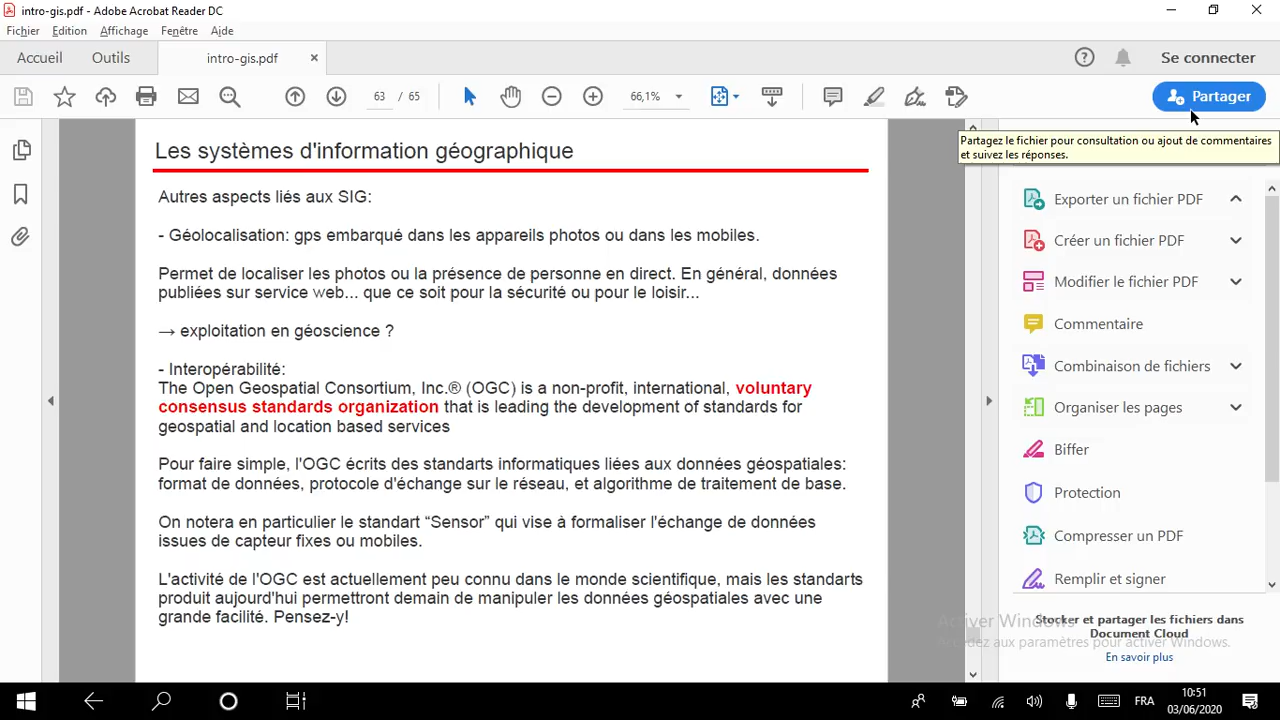 intro-gis.pdf - Adobe Acrobat Reader DC
Fichier Edition Affichage Fenêtre Aide
Accueil Outils intro-gis.pdf × Se connecter
63 / 65 66,1% Partager
Partagez le fichier pour consultation ou ajout de commentaires
et suivez les réponses.
Les systèmes d'information géographique
Autres aspects liés aux SIG:
- Géolocalisation: gps embarqué dans les appareils photos ou dans les mobiles.
Permet de localiser les photos ou la présence de personne en direct. En général, données
publiées sur service web... que ce soit pour la sécurité ou pour le loisir...
→ exploitation en géoscience ?
- Interopérabilité:
The Open Geospatial Consortium, Inc.® (OGC) is a non-profit, international, voluntary
consensus standards organization that is leading the development of standards for
geospatial and location based services
Pour faire simple, l'OGC écrits des standarts informatiques liées aux données géospatiales:
format de données, protocole d'échange sur le réseau, et algorithme de traitement de base.
On notera en particulier le standart “Sensor” qui vise à formaliser l'échange de données
issues de capteur fixes ou mobiles.
L'activité de l'OGC est actuellement peu connu dans le monde scientifique, mais les standarts
produit aujourd'hui permettront demain de manipuler les données géospatiales avec une
grande facilité. Pensez-y!
Exporter un fichier PDF
Créer un fichier PDF
Modifier le fichier PDF
Commentaire
Combinaison de fichiers
Organiser les pages
Biffer
Protection
Compresser un PDF
Remplir et signer
Stocker et partager les fichiers dans
Document Cloud
En savoir plus
Activer Windows
Accédez aux paramètres pour activer Windows.
FRA
10:51
03/06/2020